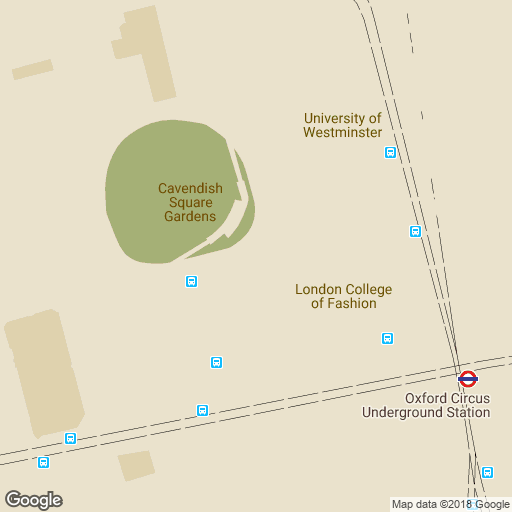 University of
Westminster
Cavendish
Square
Gardens
London College
of Fashion
Oxford Circus
Underground Station
Google
Map data ©2018 Google